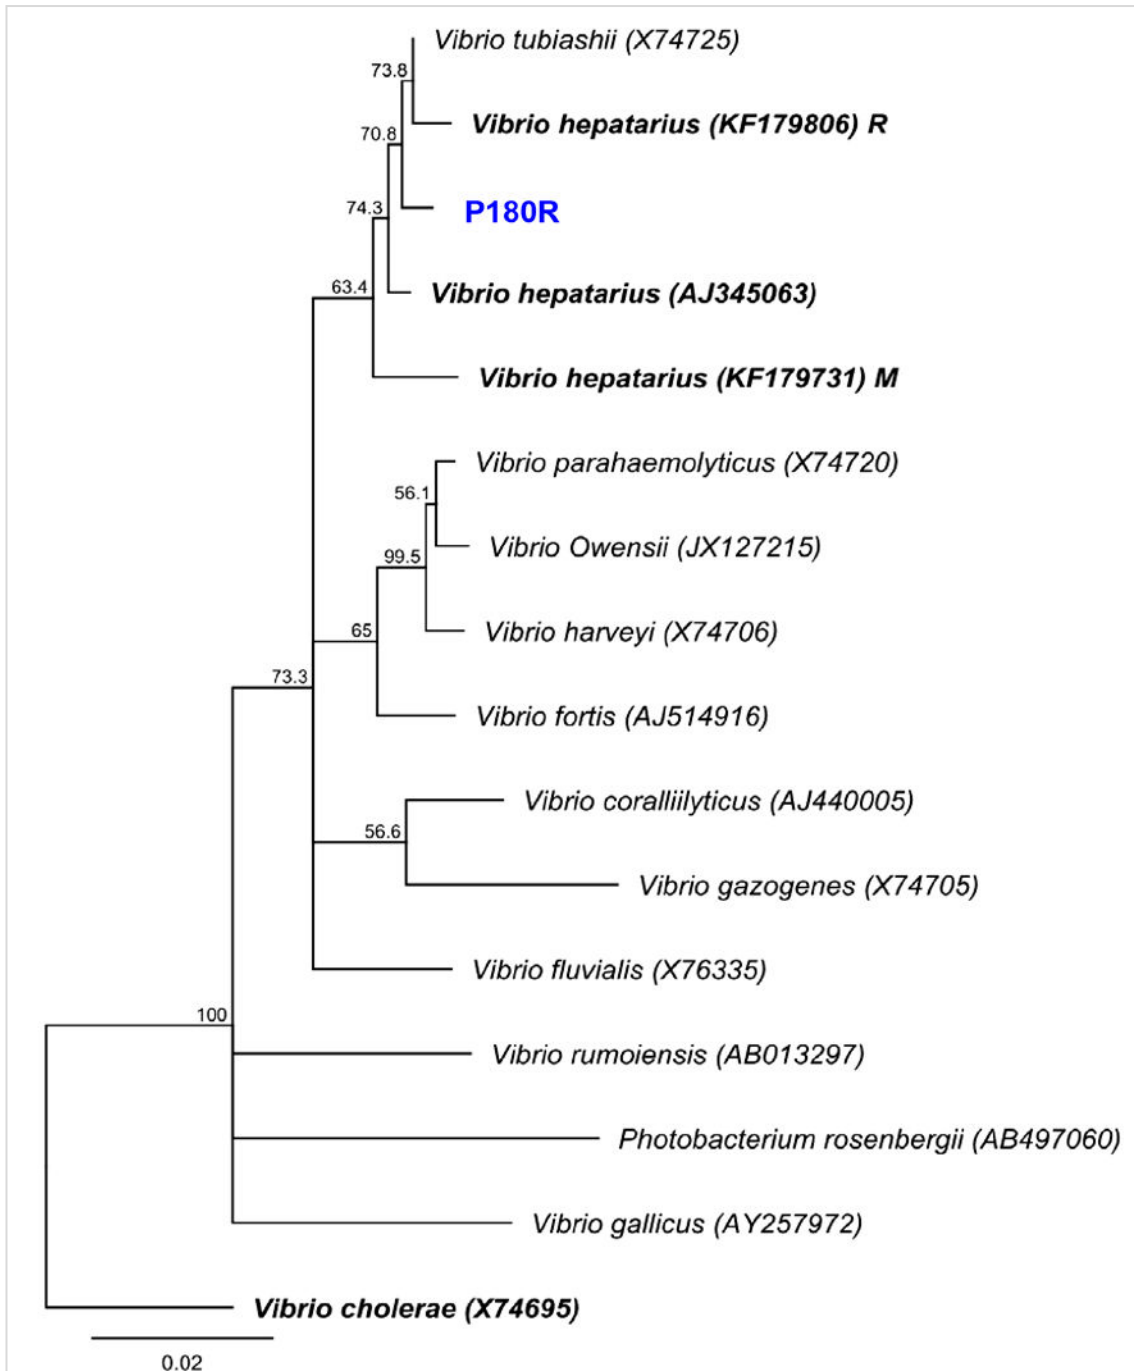 Vibrio tubiashii (X74725)
73.8
Vibrio hepatarius (KF179806) R
70.8
P180R
74.3
63.4
Vibrio hepatarius (AJ345063)
Vibrio hepatarius (KF179731) M
Vibrio parahaemolyticus (X74720)
56.1
Vibrio Owensii (JX127215)
99.5
Vibrio harveyi (X74706)
65
73.3
Vibrio fortis (AJ514916)
Vibrio coralliilyticus (AJ440005)
56.6
Vibrio gazogenes (X74705)
Vibrio fluvialis (X76335)
100
Vibrio rumoiensis (AB013297)
Photobacterium rosenbergii (AB497060)
Vibrio gallicus (AY257972)
Vibrio cholerae (X74695)
0.02